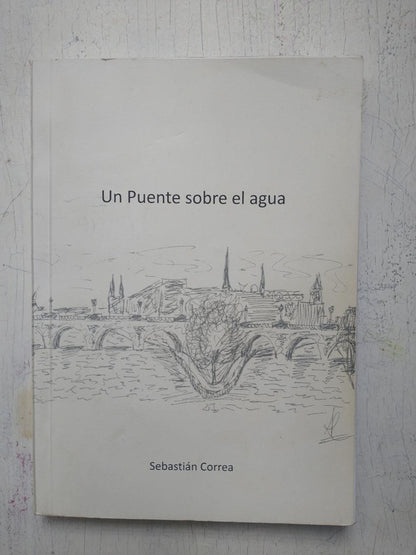 Un Puente sobre el agua
Sebastián Correa